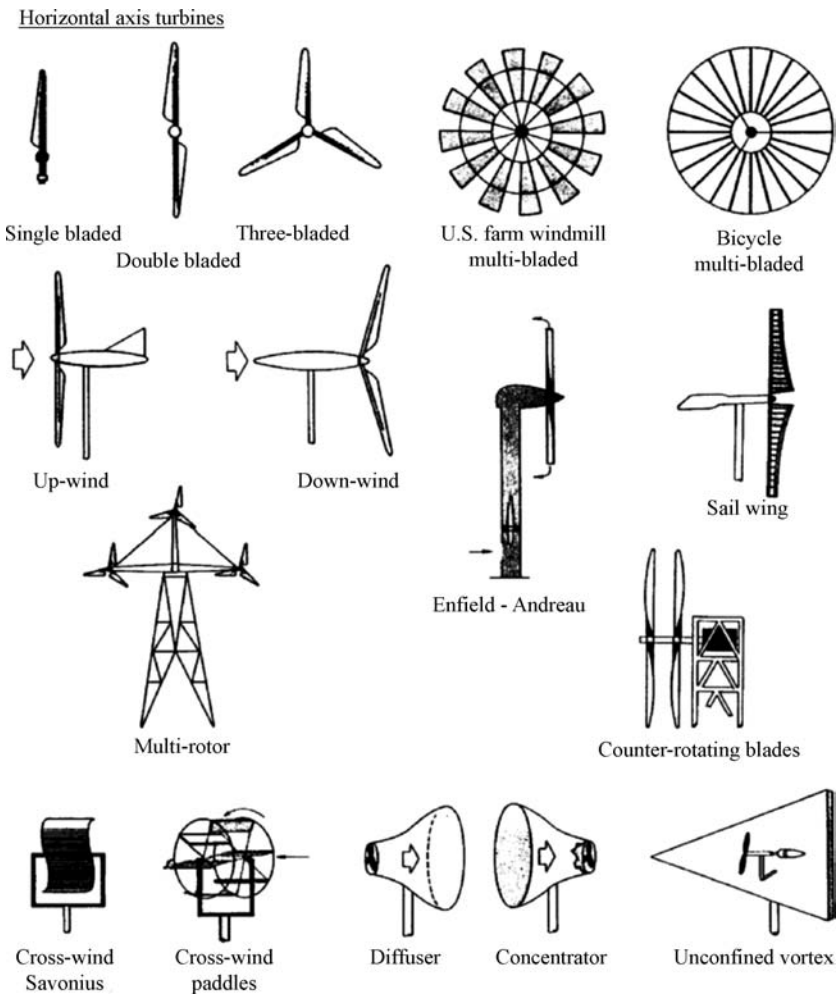 Horizontal axis turbines
Single bladed
Double bladed
Three-bladed
U.S. farm windmill
multi-bladed
Bicycle
multi-bladed
Up-wind
Down-wind
Enfield - Andreau
Sail wing
Multi-rotor
Counter-rotating blades
Cross-wind
Savonius
Cross-wind
paddles
Diffuser
Concentrator
Unconfined vortex